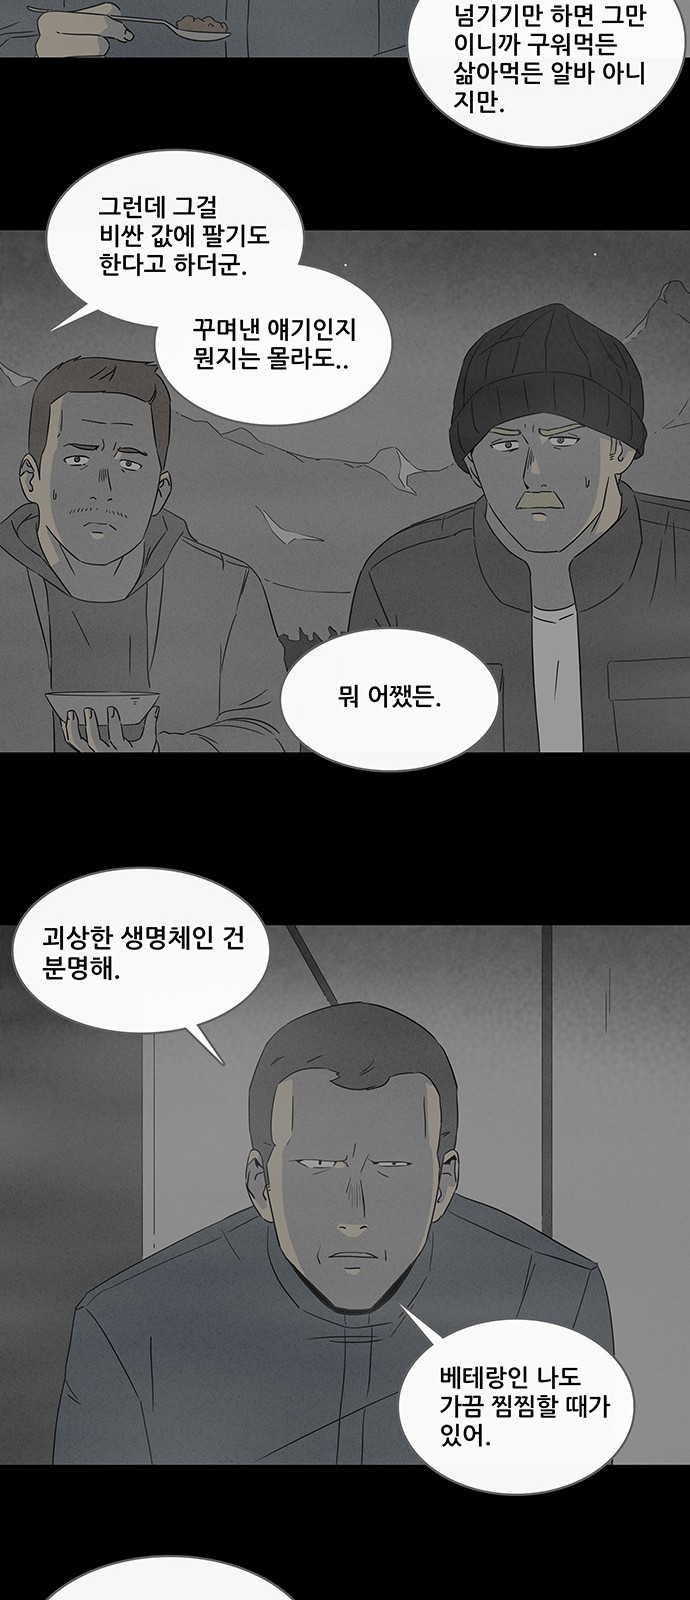 넘기기만 하면 그만
이니까 구워먹든
삶아먹든 알바 아니
지만.
그런데 그걸
비싼 값에 팔기도
한다고 하더군.
꾸며낸 얘기인지
뭔지는 몰라도..
뭐 어쨌든.
괴상한 생명체인 건
분명해.
베테랑인 나도
가끔 찜찜할 때가
있어.